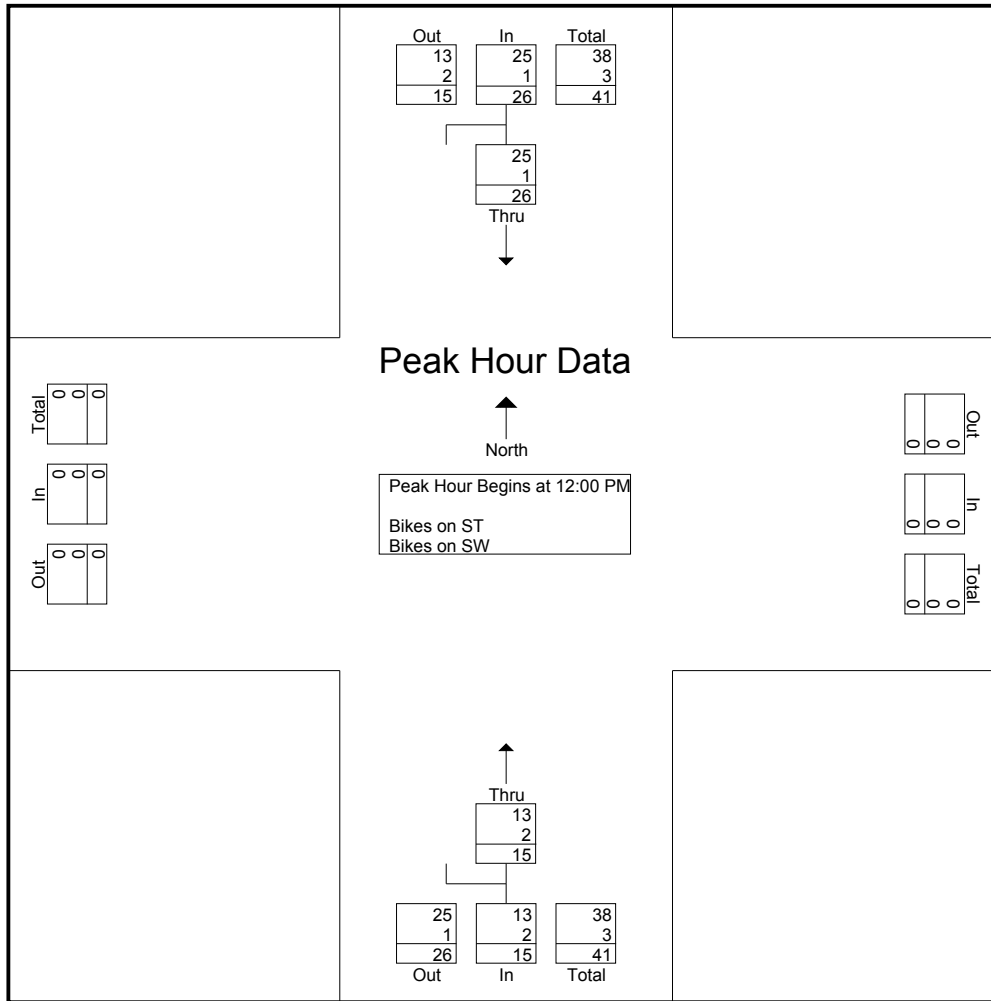 Out In Total
13 25 38
2 1 3
15 26 41
25
1
26
Thru
Peak Hour Data
North
Peak Hour Begins at 12:00 PM
Bikes on ST
Bikes on SW
Total
0 0 0
In
0 0 0
Out
0 0 0
Out
0 0 0
In
0 0 0
Total
0 0 0
Thru
13
2
15
25 13 38
1 2 3
26 15 41
Out In Total